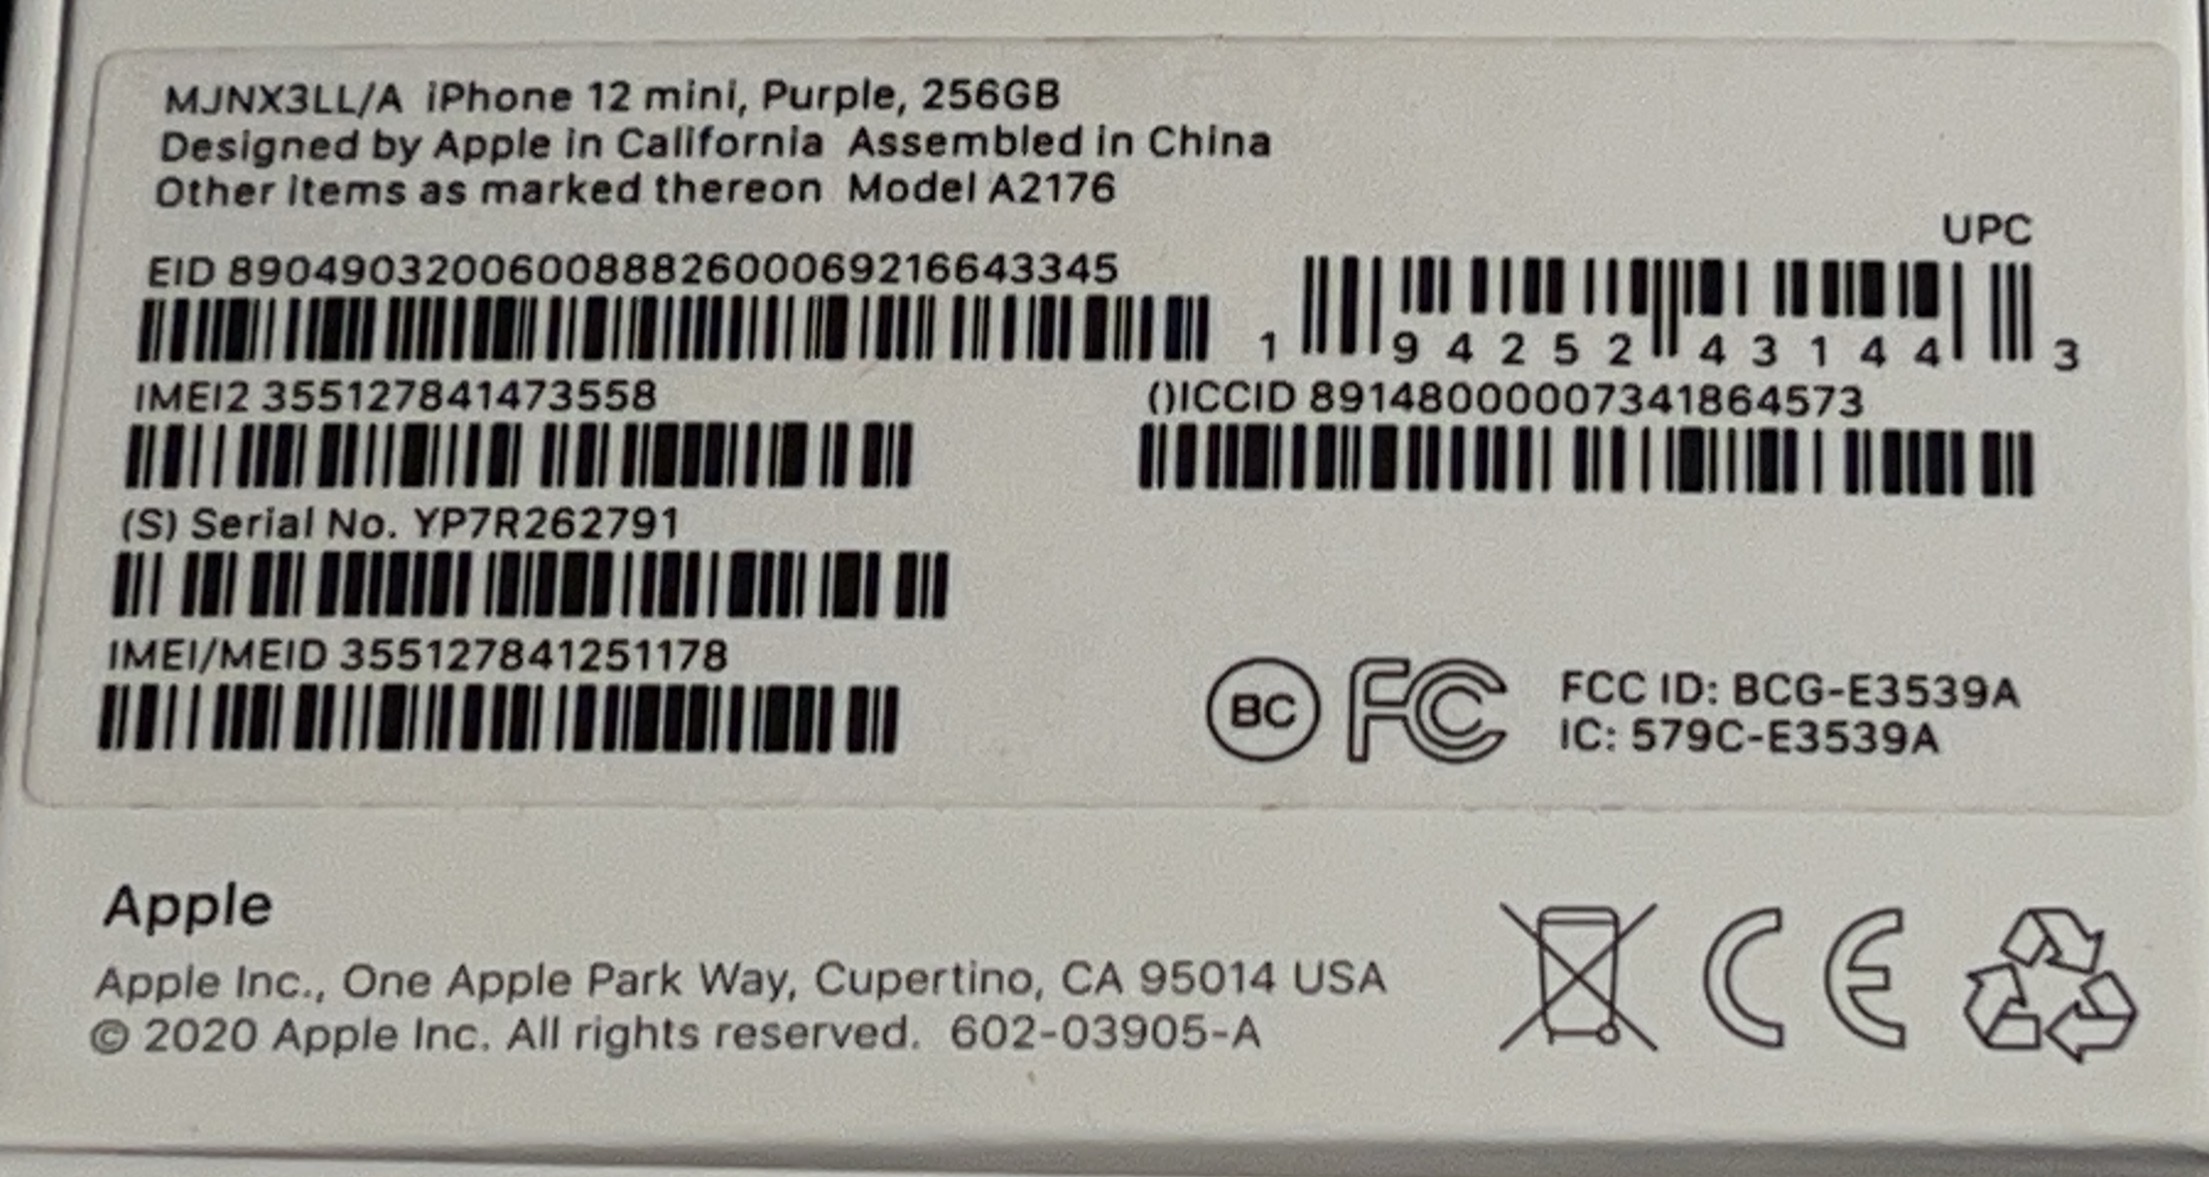 MJNX3LL/A iPhone 12 mini, Purple, 256GB
Designed by Apple in California Assembled in China
Other items as marked thereon Model A2176
UPC
EID 89049032006008882600069216643345
1 94252 43144 3
IMEI2 355127841473558
()ICCID 89148000007341864573
(S) Serial No. YP7R262791
IMEI/MEID 355127841251178
BC FC
FCC ID: BCG-E3539A
IC: 579C-E3539A
Apple
Apple Inc., One Apple Park Way, Cupertino, CA 95014 USA
© 2020 Apple Inc. All rights reserved. 602-03905-A
CE